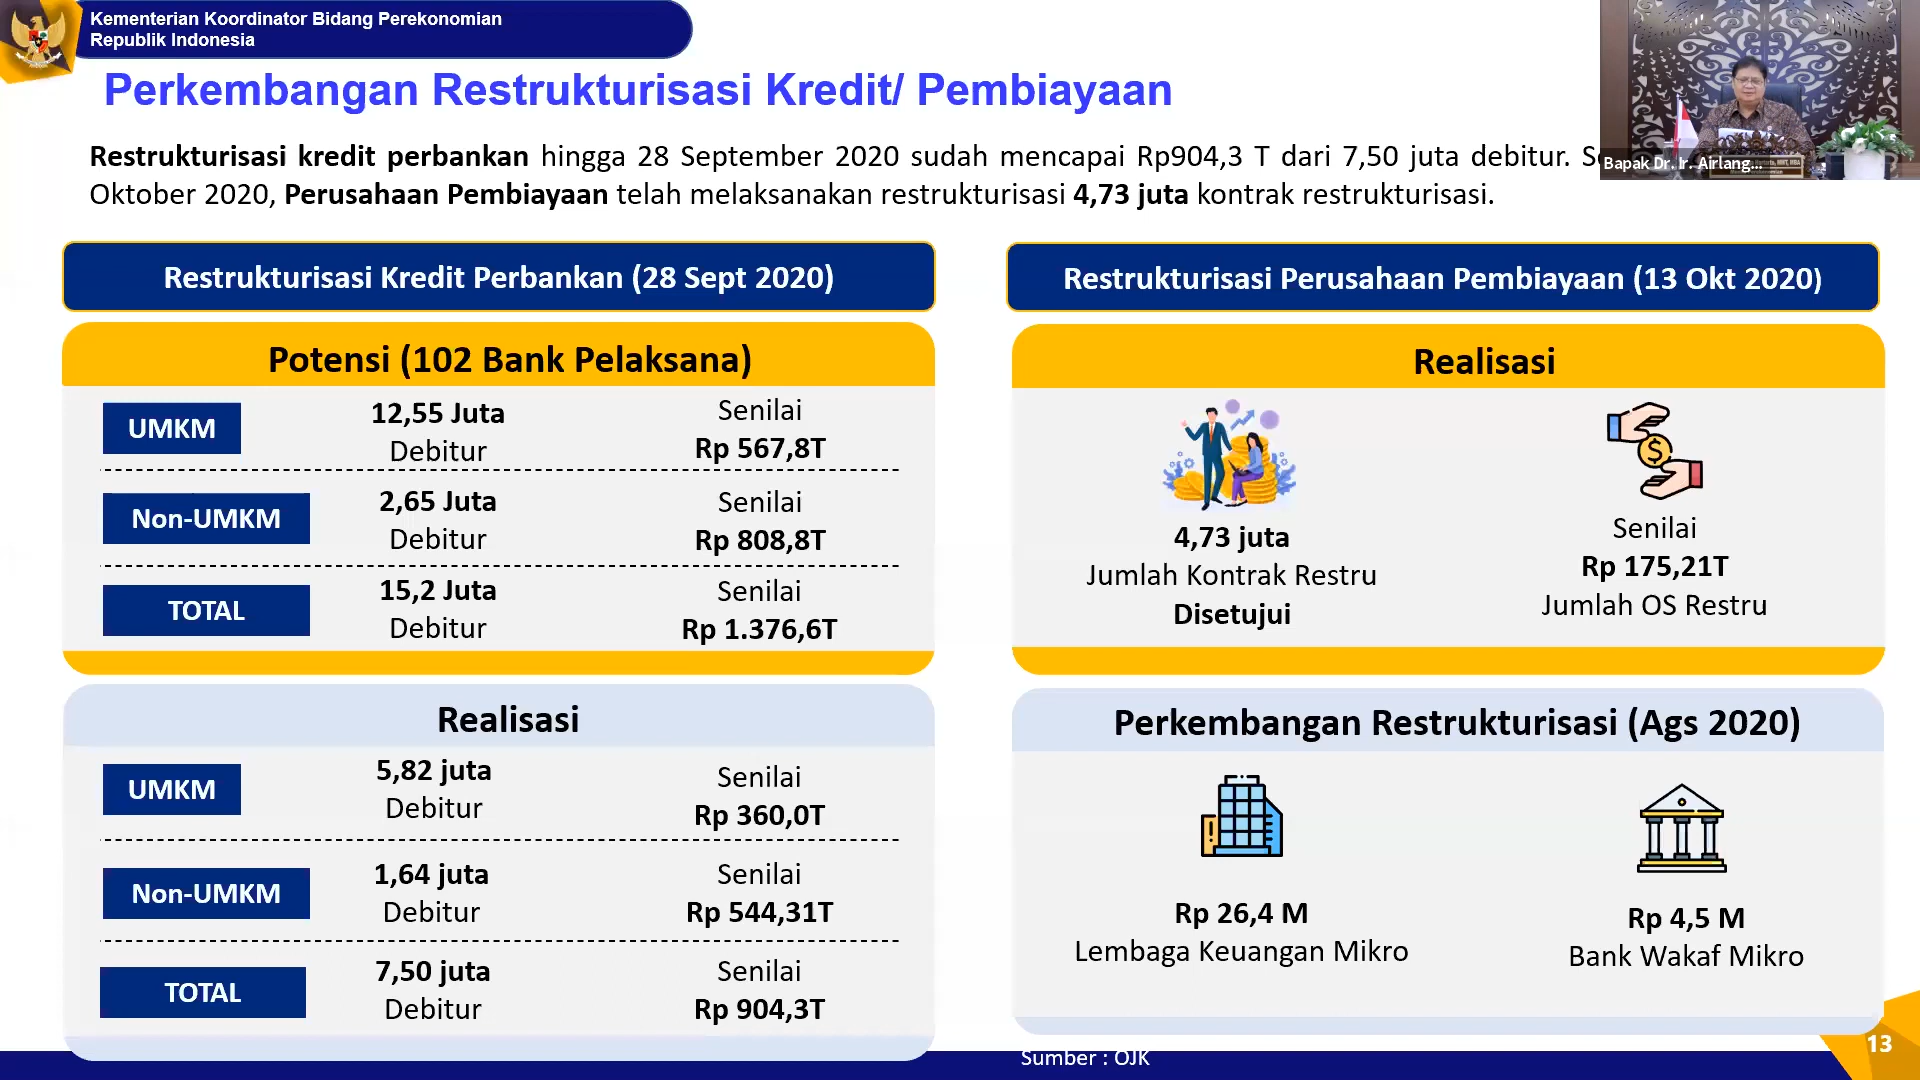 Kementerian Koordinator Bidang Perekonomian
Republik Indonesia
Perkembangan Restrukturisasi Kredit/ Pembiayaan
Restrukturisasi kredit perbankan hingga 28 September 2020 sudah mencapai Rp904,3 T dari 7,50 juta debitur.
Oktober 2020, Perusahaan Pembiayaan telah melaksanakan restrukturisasi 4,73 juta kontrak restrukturisasi.
Bapak Dr. Ir. Airlang...
Restrukturisasi Kredit Perbankan (28 Sept 2020)
Potensi (102 Bank Pelaksana)
UMKM
12,55 Juta
Debitur
Senilai
Rp 567,8T
Non-UMKM
2,65 Juta
Debitur
Senilai
Rp 808,8T
TOTAL
15,2 Juta
Debitur
Senilai
Rp 1.376,6T
Realisasi
UMKM
5,82 juta
Debitur
Senilai
Rp 360,0T
Non-UMKM
1,64 juta
Debitur
Senilai
Rp 544,31T
TOTAL
7,50 juta
Debitur
Senilai
Rp 904,3T
Restrukturisasi Perusahaan Pembiayaan (13 Okt 2020)
Realisasi
4,73 juta
Jumlah Kontrak Restru
Disetujui
Senilai
Rp 175,21T
Jumlah OS Restru
Perkembangan Restrukturisasi (Ags 2020)
Rp 26,4 M
Lembaga Keuangan Mikro
Rp 4,5 M
Bank Wakaf Mikro
Sumber : OJK
13